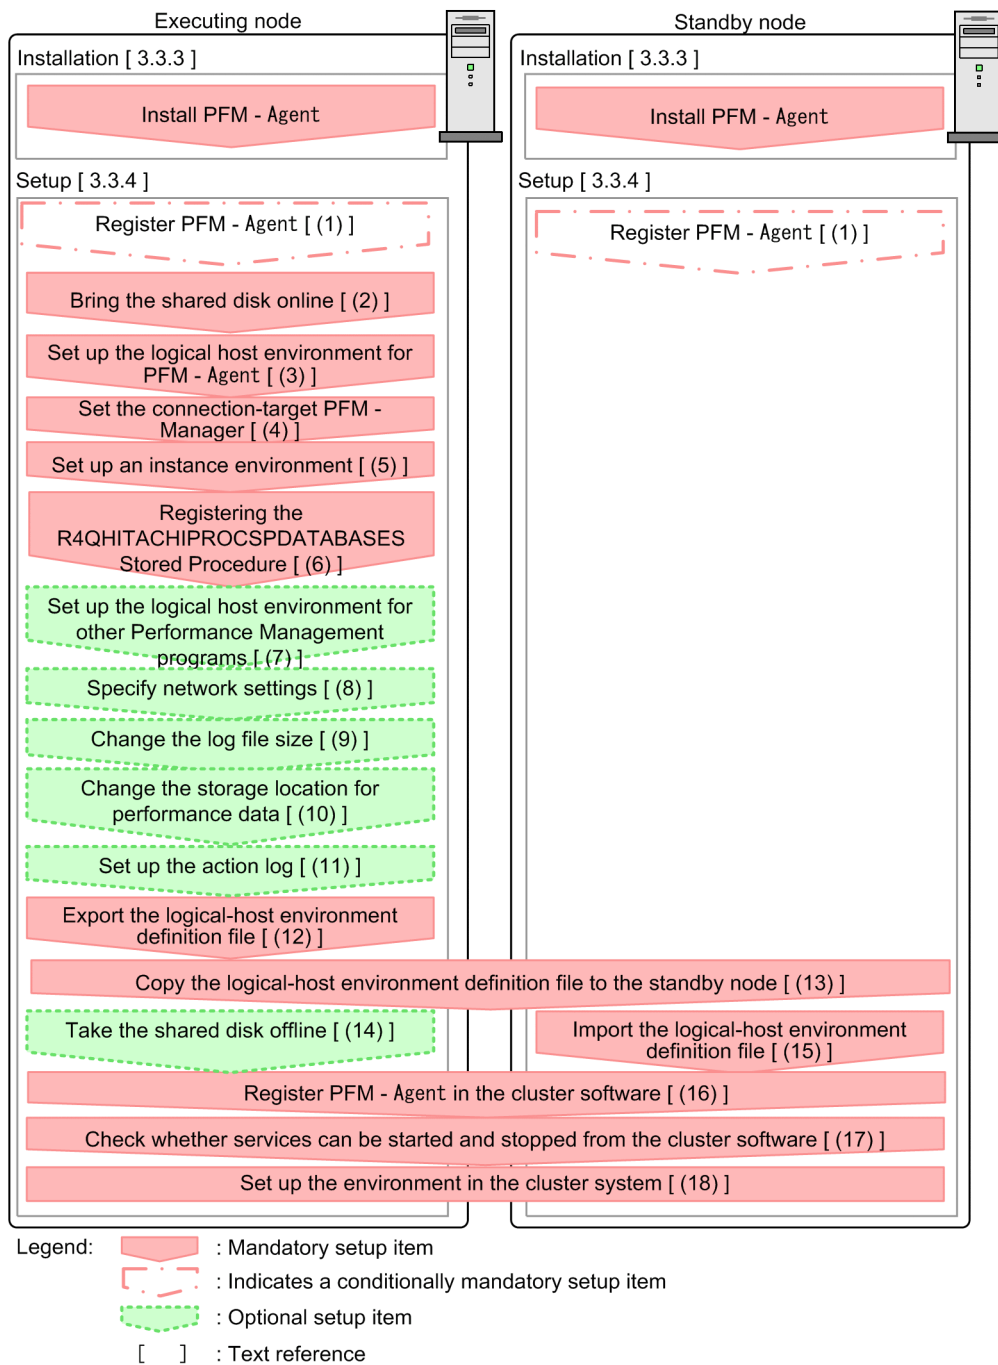 Executing node
Standby node
Installation [ 3.3.3 ]
Installation [ 3.3.3 ]
Install PFM - Agent
Install PFM - Agent
Setup [ 3.3.4 ]
Setup [ 3.3.4 ]
Register PFM - Agent [ (1) ]
Register PFM - Agent [ (1) ]
Bring the shared disk online [ (2) ]
Set up the logical host environment for
PFM - Agent [ (3) ]
Set the connection-target PFM -
Manager [ (4) ]
Set up an instance environment [ (5) ]
Registering the
R4QHITACHIPROCSPDATABASES
Stored Procedure [ (6) ]
Set up the logical host environment for
other Performance Management
programs [ (7) ]
Specify network settings [ (8) ]
Change the log file size [ (9) ]
Change the storage location for
performance data [ (10) ]
Set up the action log [ (11) ]
Export the logical-host environment
definition file [ (12) ]
Copy the logical-host environment definition file to the standby node [ (13) ]
Take the shared disk offline [ (14) ]
Import the logical-host environment
definition file [ (15) ]
Register PFM - Agent in the cluster software [ (16) ]
Check whether services can be started and stopped from the cluster software [ (17) ]
Set up the environment in the cluster system [ (18) ]
Legend:
: Mandatory setup item
: Indicates a conditionally mandatory setup item
: Optional setup item
[ ] : Text reference